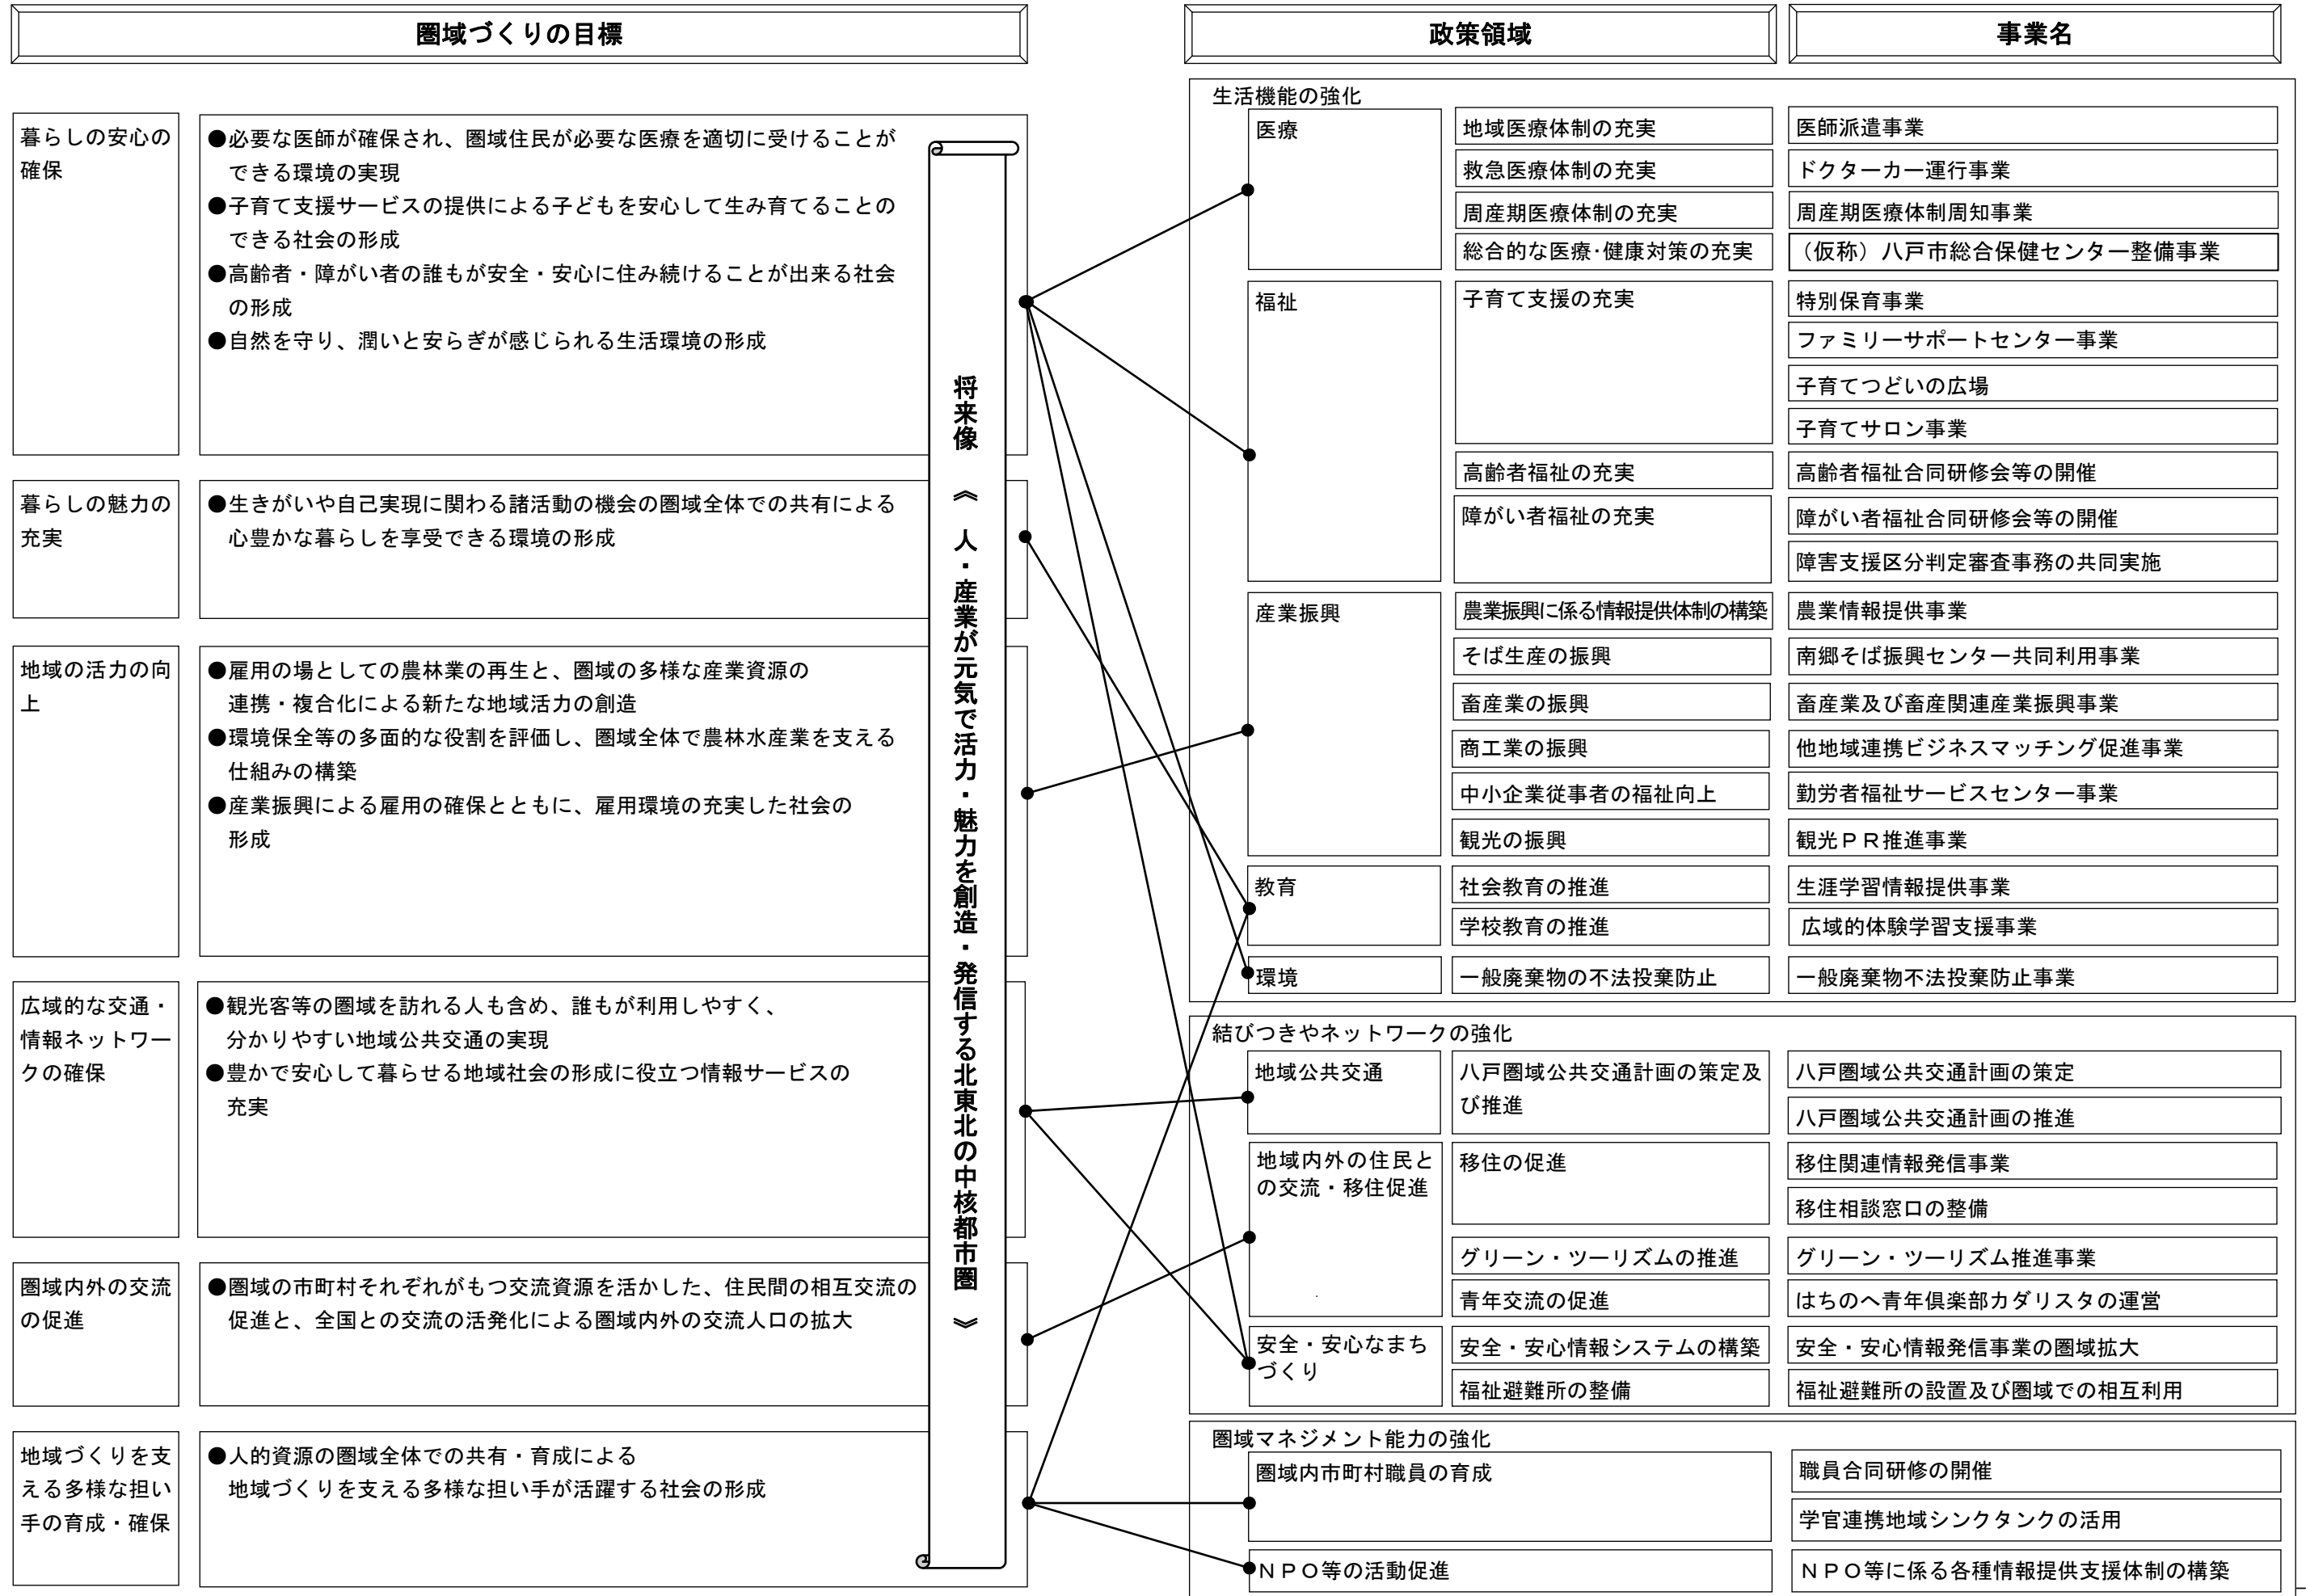 圏域づくりの目標
政策領域
事業名
暮らしの安心の
確保
●必要な医師が確保され、圏域住民が必要な医療を適切に受けることが
できる環境の実現
●子育て支援サービスの提供による子どもを安心して生み育てることの
できる社会の形成
●高齢者・障がい者の誰もが安全・安心に住み続けることが出来る社会
の形成
●自然を守り、潤いと安らぎが感じられる生活環境の形成
暮らしの魅力の
充実
●生きがいや自己実現に関わる諸活動の機会の圏域全体での共有による
心豊かな暮らしを享受できる環境の形成
地域の活力の向
上
●雇用の場としての農林業の再生と、圏域の多様な産業資源の
連携・複合化による新たな地域活力の創造
●環境保全等の多面的な役割を評価し、圏域全体で農林水産業を支える
仕組みの構築
●産業振興による雇用の確保とともに、雇用環境の充実した社会の
形成
広域的な交通・
情報ネットワー
クの確保
●観光客等の圏域を訪れる人も含め、誰もが利用しやすく、
分かりやすい地域公共交通の実現
●豊かで安心して暮らせる地域社会の形成に役立つ情報サービスの
充実
圏域内外の交流
の促進
●圏域の市町村それぞれがもつ交流資源を活かした、住民間の相互交流の
促進と、全国との交流の活発化による圏域内外の交流人口の拡大
地域づくりを支
える多様な担い
手の育成・確保
●人的資源の圏域全体での共有・育成による
地域づくりを支える多様な担い手が活躍する社会の形成
将来像 《 人・産業が元気で活力・魅力を創造・発信する北東北の中核都市圏 》
生活機能の強化
医療
地域医療体制の充実
医師派遣事業
救急医療体制の充実
ドクターカー運行事業
周産期医療体制の充実
周産期医療体制周知事業
総合的な医療・健康対策の充実
（仮称）八戸市総合保健センター整備事業
福祉
子育て支援の充実
特別保育事業
ファミリーサポートセンター事業
子育てつどいの広場
子育てサロン事業
高齢者福祉の充実
高齢者福祉合同研修会等の開催
障がい者福祉の充実
障がい者福祉合同研修会等の開催
障害支援区分判定審査事務の共同実施
産業振興
農業振興に係る情報提供体制の構築
農業情報提供事業
そば生産の振興
南郷そば振興センター共同利用事業
畜産業の振興
畜産業及び畜産関連産業振興事業
商工業の振興
他地域連携ビジネスマッチング促進事業
中小企業従事者の福祉向上
勤労者福祉サービスセンター事業
観光の振興
観光ＰＲ推進事業
教育
社会教育の推進
生涯学習情報提供事業
学校教育の推進
広域的体験学習支援事業
環境
一般廃棄物の不法投棄防止
一般廃棄物不法投棄防止事業
結びつきやネットワークの強化
地域公共交通
八戸圏域公共交通計画の策定及
び推進
八戸圏域公共交通計画の策定
八戸圏域公共交通計画の推進
地域内外の住民と
の交流・移住促進
移住の促進
移住関連情報発信事業
移住相談窓口の整備
グリーン・ツーリズムの推進
グリーン・ツーリズム推進事業
青年交流の促進
はちのへ青年倶楽部カダリスタの運営
安全・安心なまち
づくり
安全・安心情報システムの構築
安全・安心情報発信事業の圏域拡大
福祉避難所の整備
福祉避難所の設置及び圏域での相互利用
圏域マネジメント能力の強化
圏域内市町村職員の育成
職員合同研修の開催
学官連携地域シンクタンクの活用
ＮＰＯ等の活動促進
ＮＰＯ等に係る各種情報提供支援体制の構築